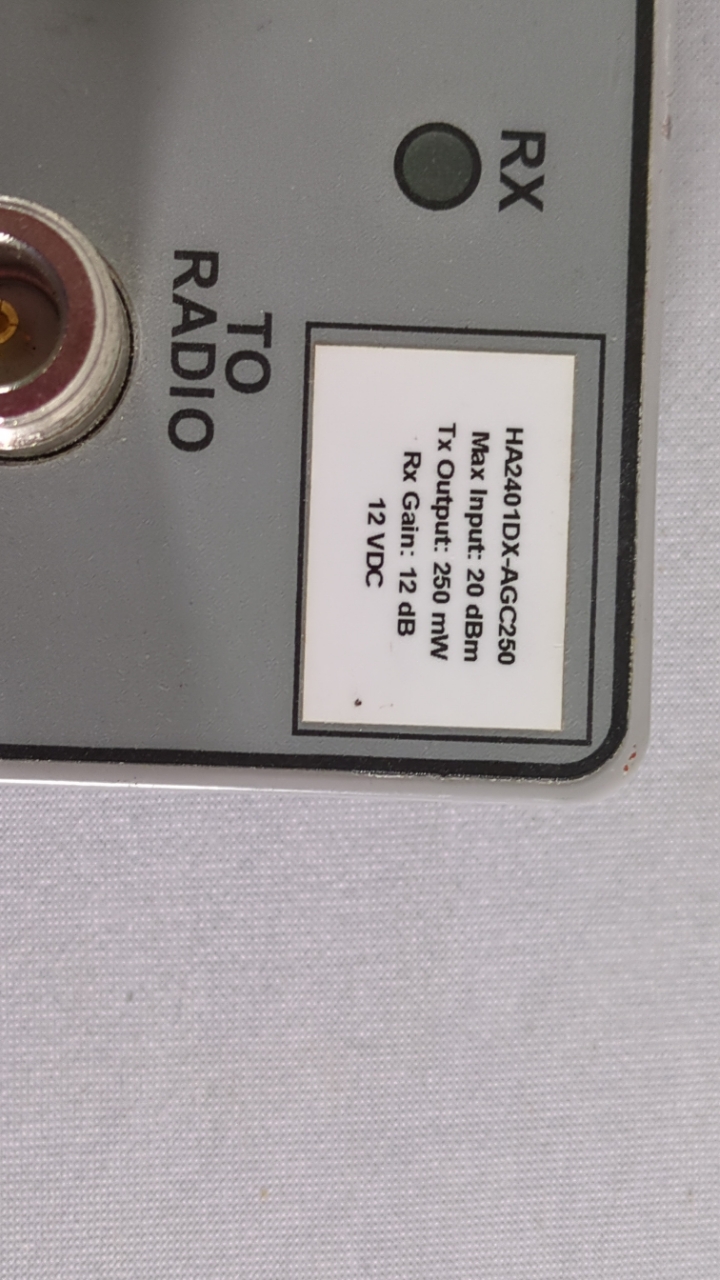 RX
TO
RADIO
HA2401DX-AGC250
Max Input: 20 dBm
Tx Output: 250 mW
Rx Gain: 12 dB
12 VDC